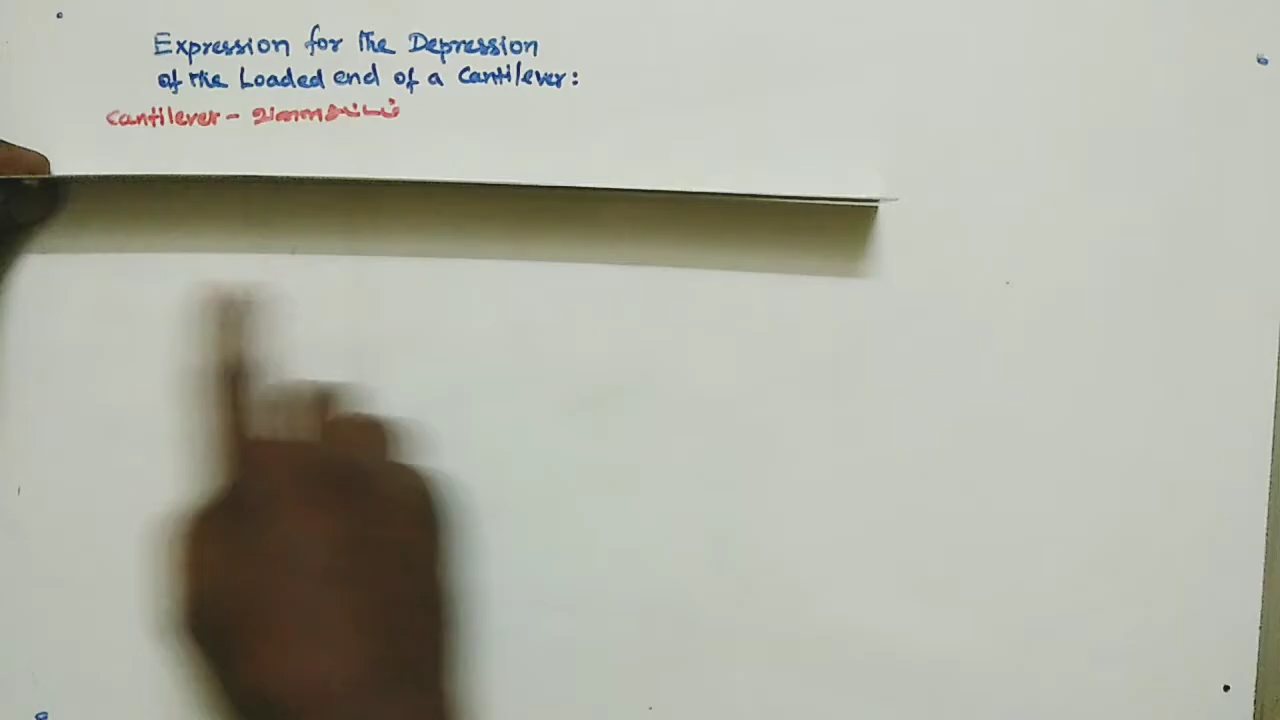 Expression for the Depression
of the Loaded end of a Cantilever:
Cantilever -